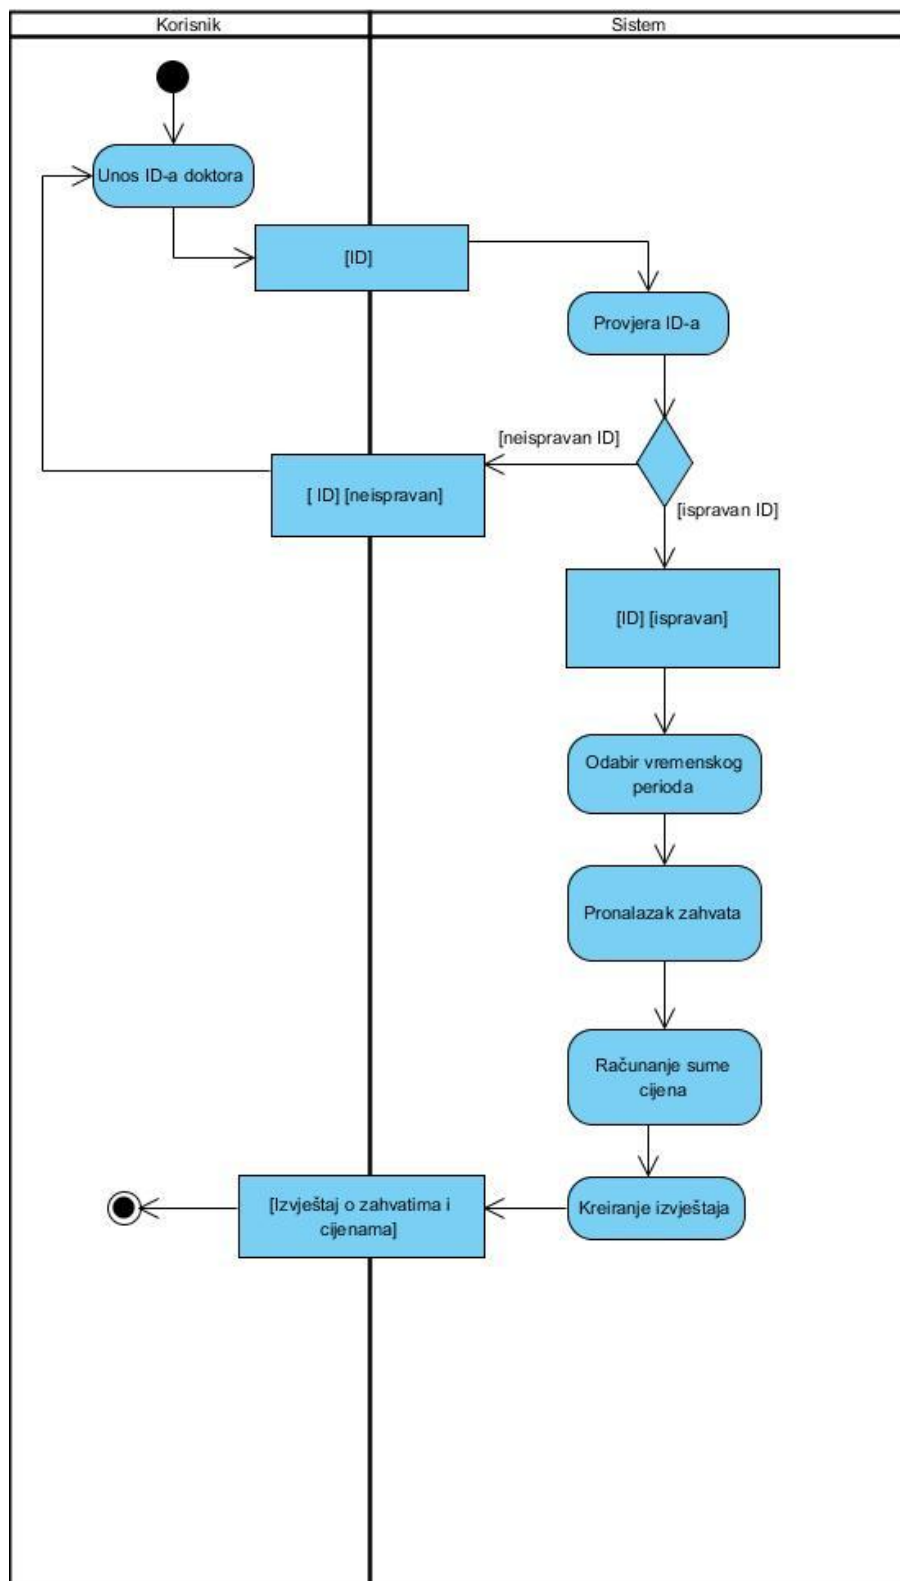 Korisnik
Sistem
Unos ID-a doktora
[ID]
Provjera ID-a
[neispravan ID]
[ ID] [neispravan]
[ispravan ID]
[ID] [ispravan]
Odabir vremenskog
perioda
Pronalazak zahvata
Računanje sume
cijena
[Izvještaj o zahvatima i
cijenama]
Kreiranje izvještaja